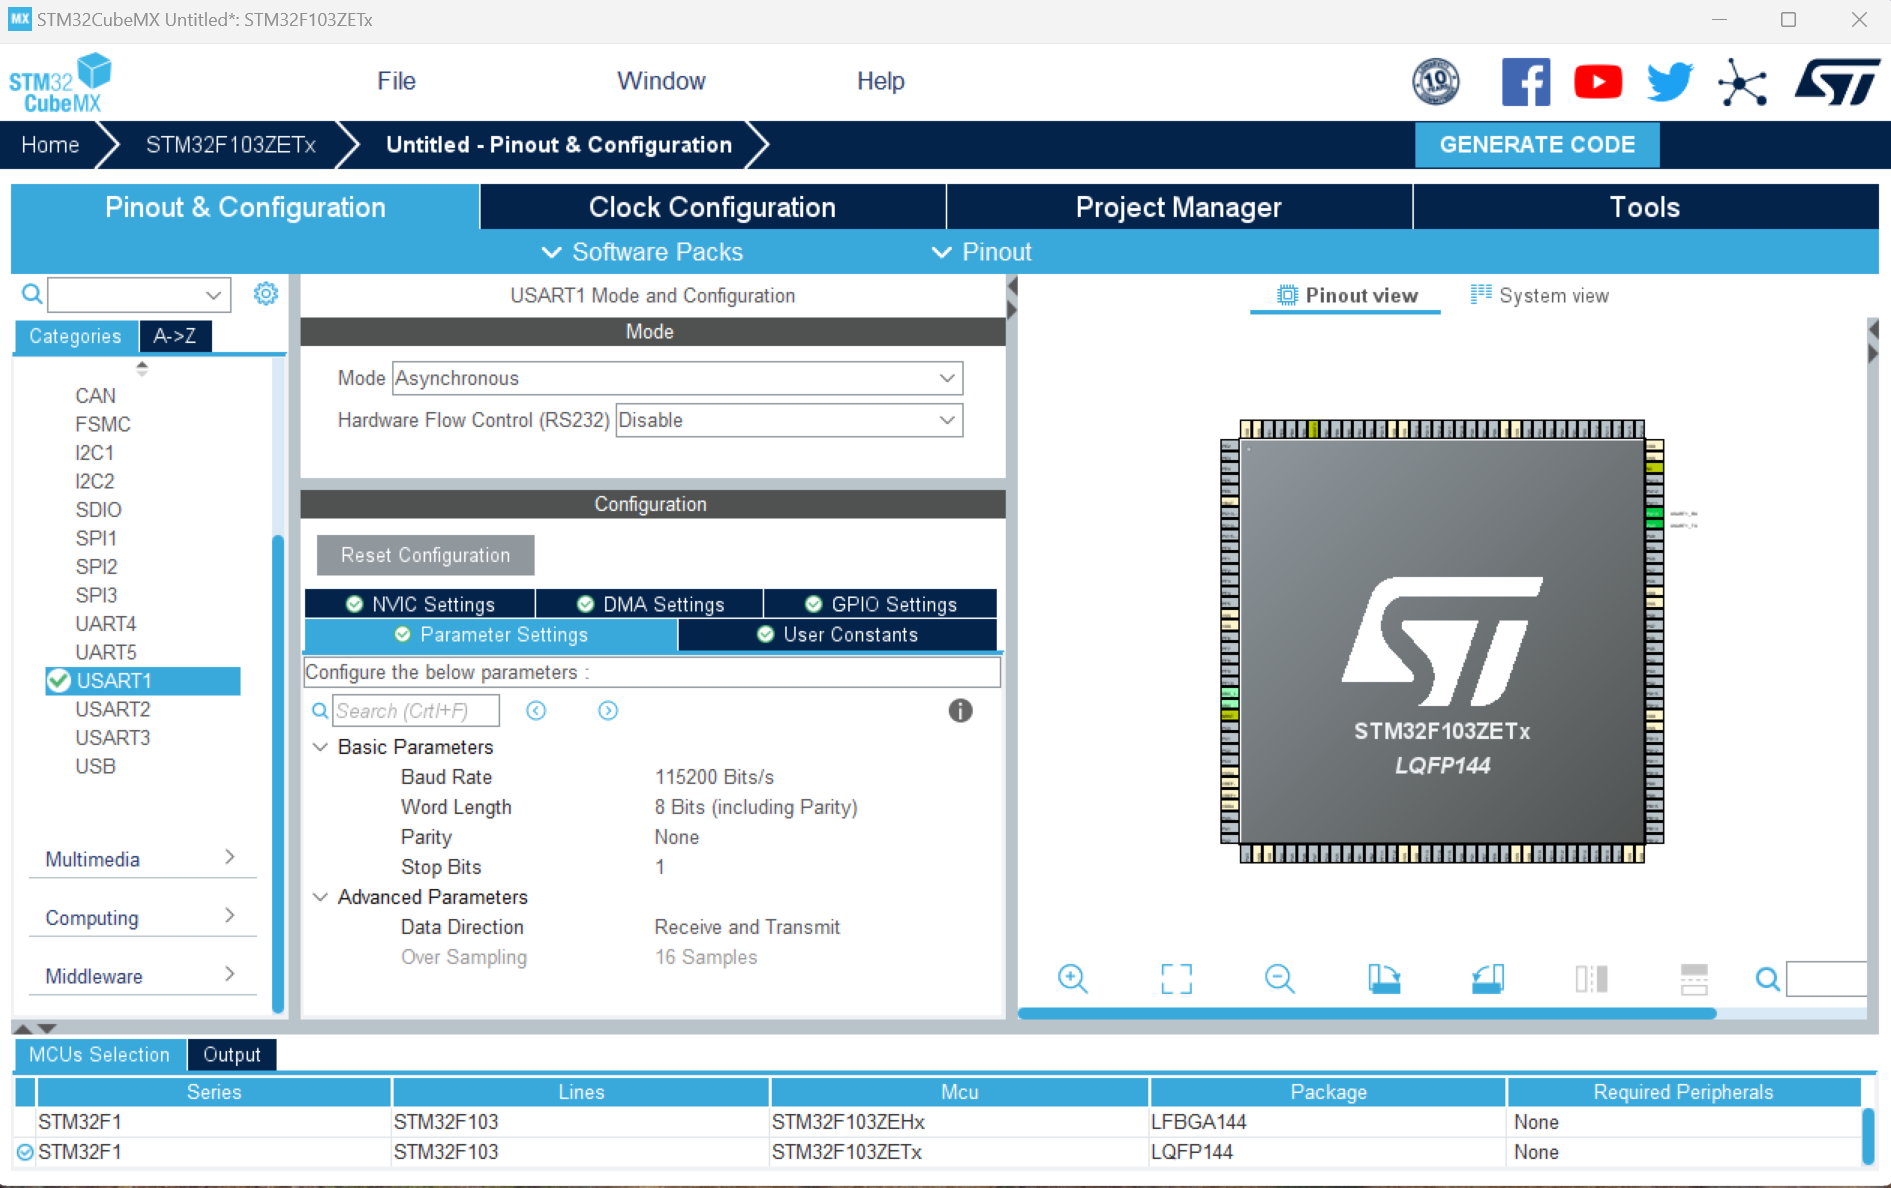 MX STM32CubeMX Untitled*: STM32F103ZETx
STM32 CubeMX
File Window Help
10 YEARS
Home STM32F103ZETx Untitled - Pinout & Configuration GENERATE CODE
Pinout & Configuration Clock Configuration Project Manager Tools
Software Packs Pinout
Categories A->Z
CAN
FSMC
I2C1
I2C2
SDIO
SPI1
SPI2
SPI3
UART4
UART5
USART1
USART2
USART3
USB
Multimedia
Computing
Middleware
USART1 Mode and Configuration
Mode
Mode Asynchronous
Hardware Flow Control (RS232) Disable
Configuration
Reset Configuration
NVIC Settings DMA Settings GPIO Settings
Parameter Settings User Constants
Configure the below parameters :
Search (Crtl+F)
Basic Parameters
Baud Rate 115200 Bits/s
Word Length 8 Bits (including Parity)
Parity None
Stop Bits 1
Advanced Parameters
Data Direction Receive and Transmit
Over Sampling 16 Samples
Pinout view System view
ST
STM32F103ZETx
LQFP144
MCUs Selection Output
Series Lines Mcu Package Required Peripherals
STM32F1 STM32F103 STM32F103ZEHx LFBGA144 None
STM32F1 STM32F103 STM32F103ZETx LQFP144 None